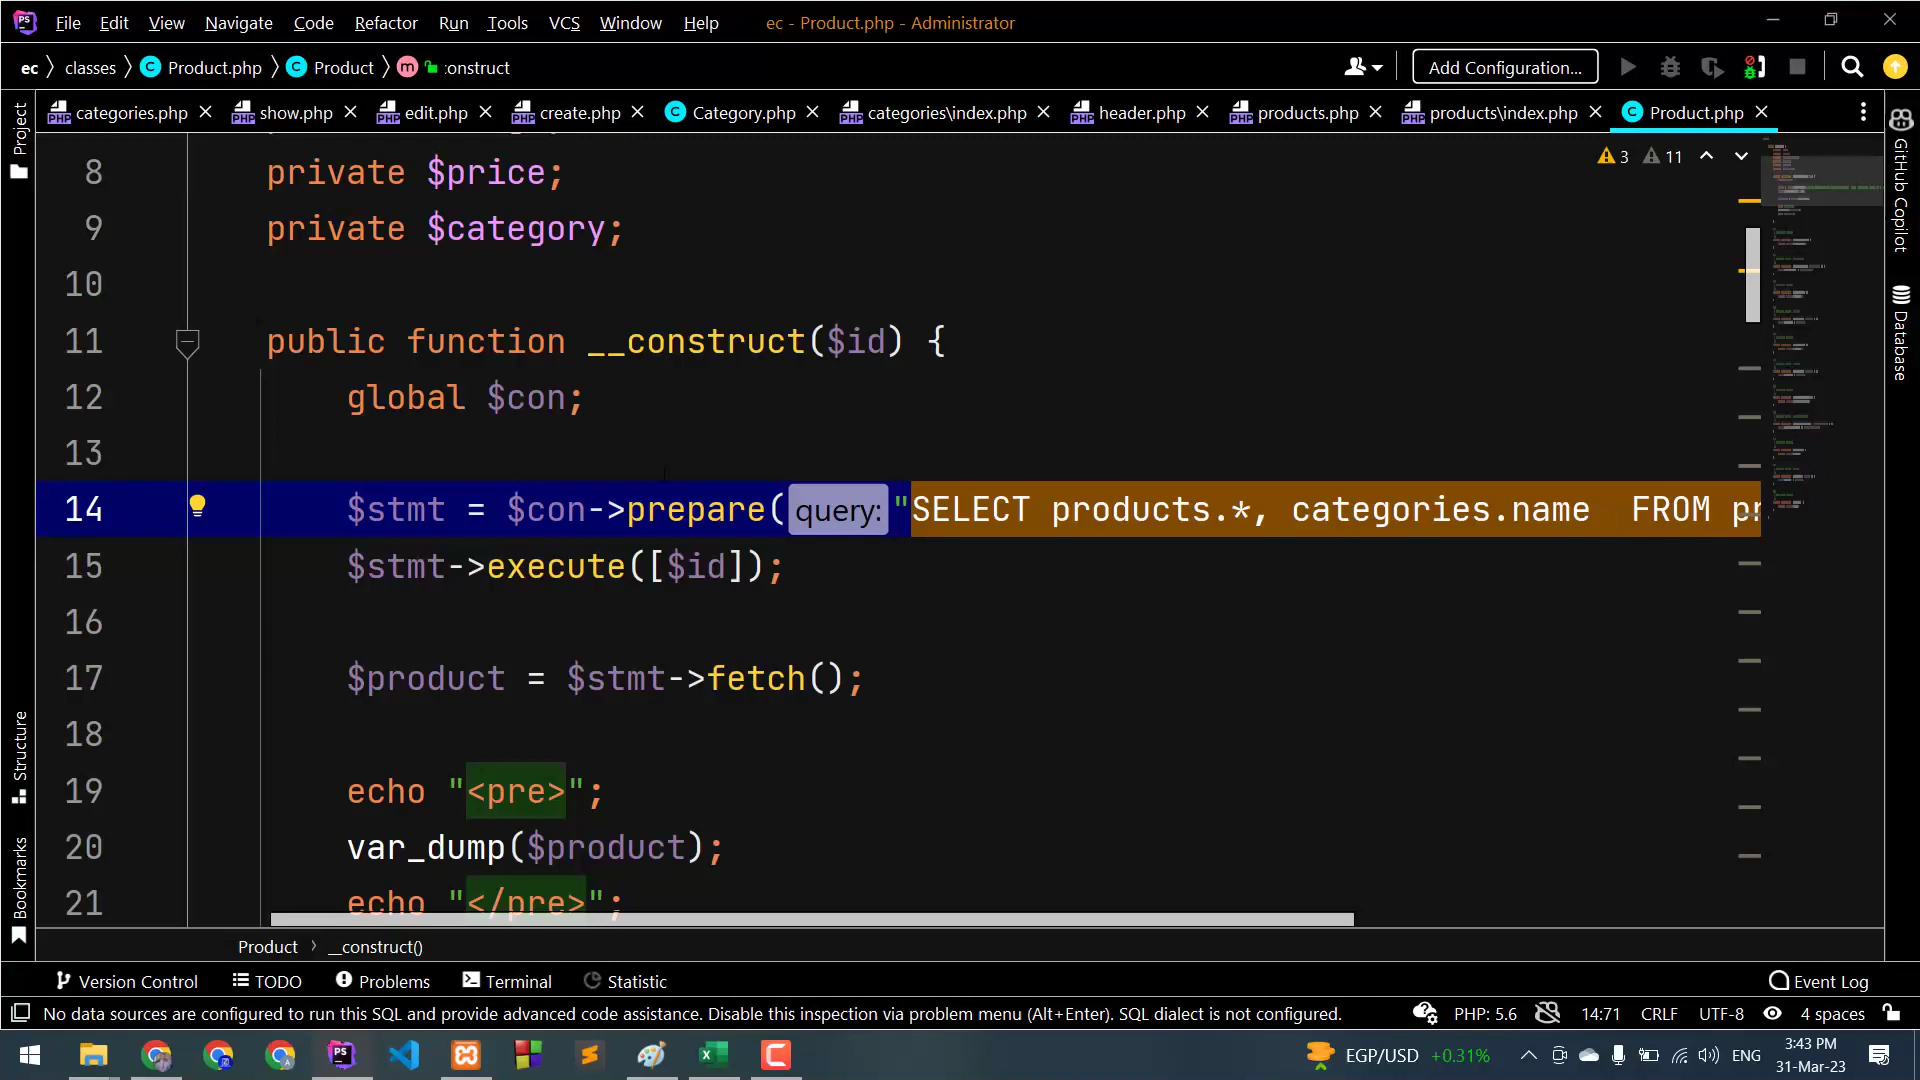 PS File Edit View Navigate Code Refactor Run Tools VCS Window Help ec - Product.php - Administrator
ec classes C Product.php C Product m :onstruct Add Configuration...
categories.php show.php edit.php create.php C Category.php categories\index.php header.php products.php products\index.php C Product.php
Project
GitHub Copilot
Database
Structure
Bookmarks
3 11
8 private $price;
9 private $category;
10
11 public function __construct($id) {
12 global $con;
13
14 $stmt = $con->prepare( query: "SELECT products.*, categories.name FROM pr
15 $stmt->execute([$id]);
16
17 $product = $stmt->fetch();
18
19 echo "<pre>";
20 var_dump($product);
21 echo "</pre>";
Product __construct()
Version Control TODO Problems Terminal Statistic Event Log
No data sources are configured to run this SQL and provide advanced code assistance. Disable this inspection via problem menu (Alt+Enter). SQL dialect is not configured. PHP: 5.6 14:71 CRLF UTF-8 4 spaces
EGP/USD +0.31% ENG 3:43 PM
31-Mar-23